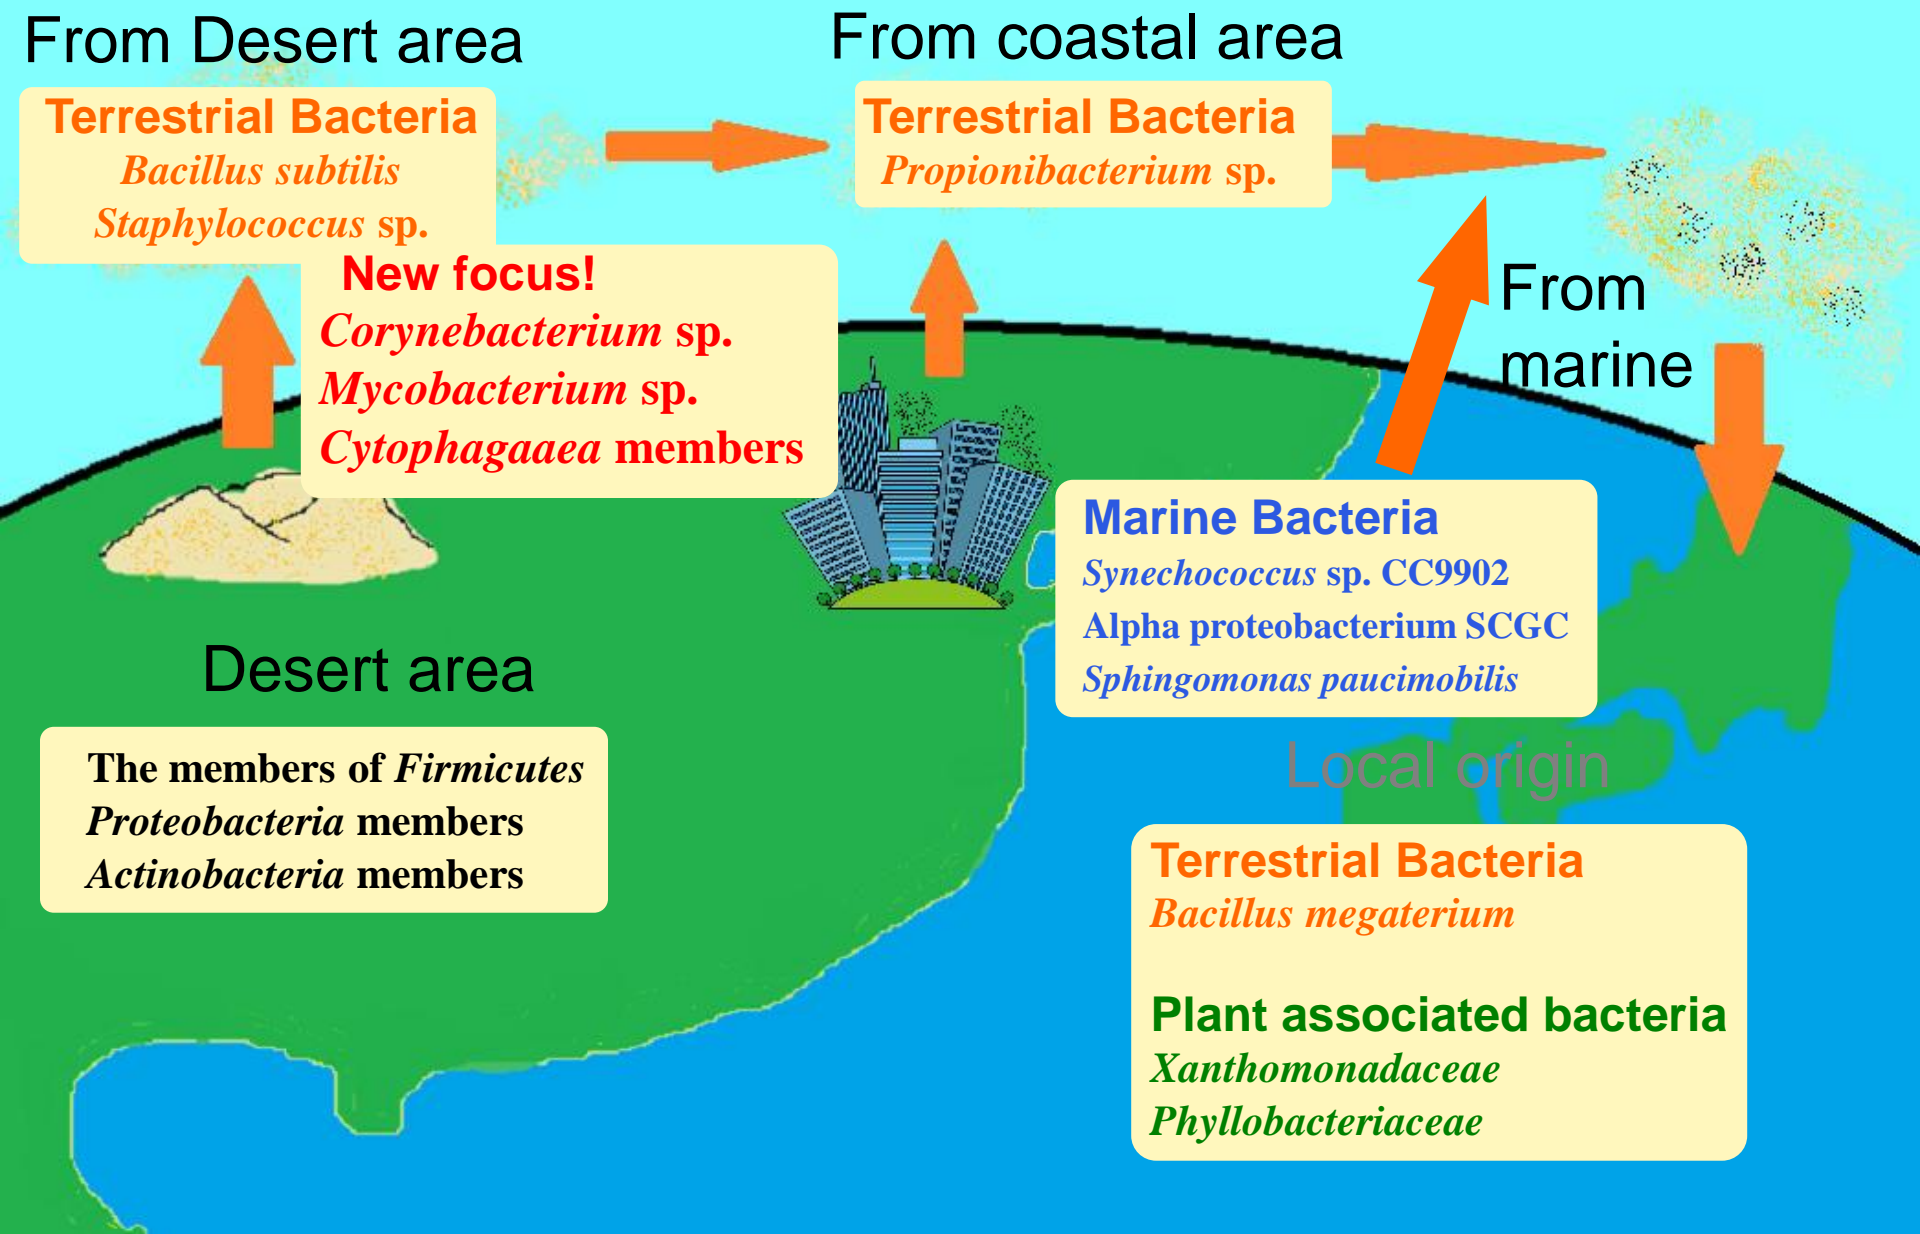 From Desert area
Terrestrial Bacteria
Bacillus subtilis
Staphylococcus sp.
New focus!
Corynebacterium sp.
Mycobacterium sp.
Cytophagaaea members
From coastal area
Terrestrial Bacteria
Propionibacterium sp.
From
marine
Marine Bacteria
Synechococcus sp. CC9902
Alpha proteobacterium SCGC
Sphingomonas paucimobilis
Desert area
The members of Firmicutes
Proteobacteria members
Actinobacteria members
Local origin
Terrestrial Bacteria
Bacillus megaterium
Plant associated bacteria
Xanthomonadaceae
Phyllobacteriaceae